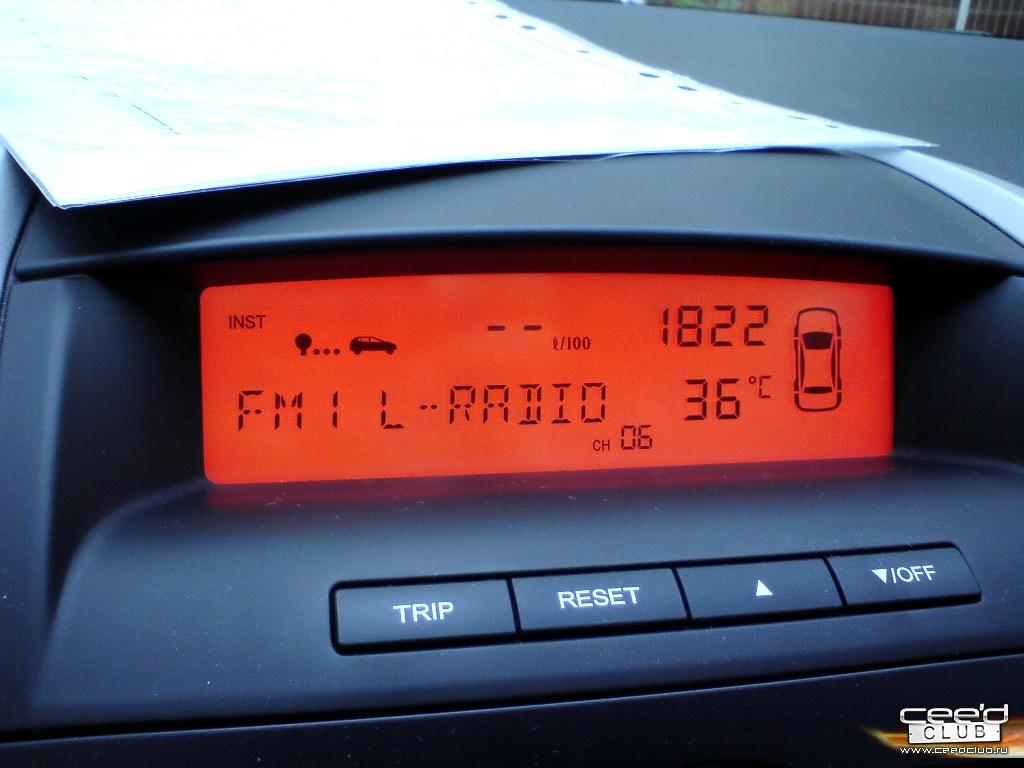 INST -- ℓ/100 1822
FM1 L-RADIO 36°C
CH 06
TRIP RESET ▲ ▼/OFF
cee'd
CLUB
www.ceedclub.ru